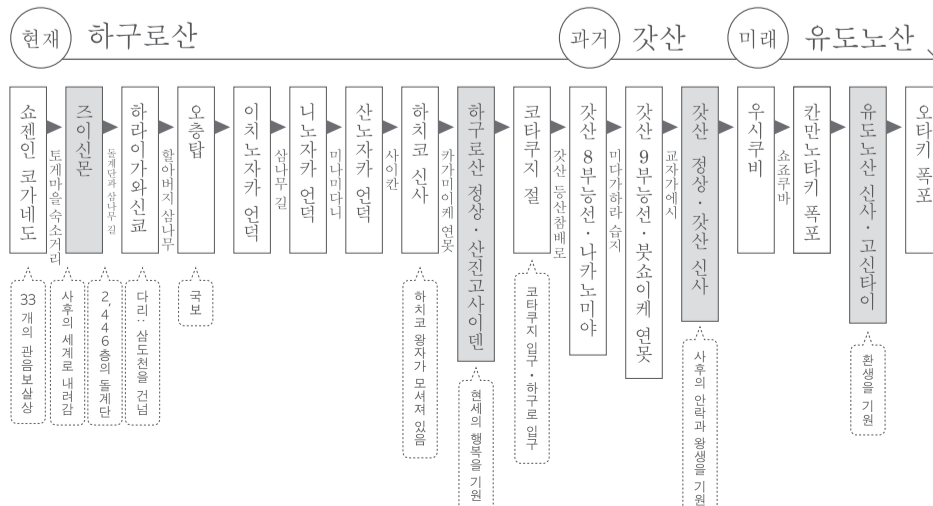 현재
하구로산
과거
갓산
미래
유도노산
쇼젠인 코가네도
토게마을 숙소거리
즈이신몬
돌계단과 삼나무 길
하라이가와신쿄
할아버지 삼나무
오층탑
이치노자카 언덕
삼나무 길
니노자카 언덕
미나미다니
산노자카 언덕
사이칸
하치코 신사
카가미이케 연못
하구로산 정상・산진고사이덴
코타쿠지 절
갓산 등산참배로
갓산 8부능선・나카노미야
미다가하라 습지
갓산 9부능선・붓쇼이케 연못
교자가에시
갓산 정상・갓산 신사
우시쿠비
쇼죠쿠바
칸만노타키 폭포
유도노산 신사・고신타이
오타키 폭포
33개의 관음보살상
사후의 세계로 내려감
2,446층의 돌계단
다리: 삼도천을 건넘
국보
하치코 왕자가 모셔져 있음
현세의 행복을 기원
코타쿠지 입구・하구로 입구
사후의 안락과 왕생을 기원
환생을 기원